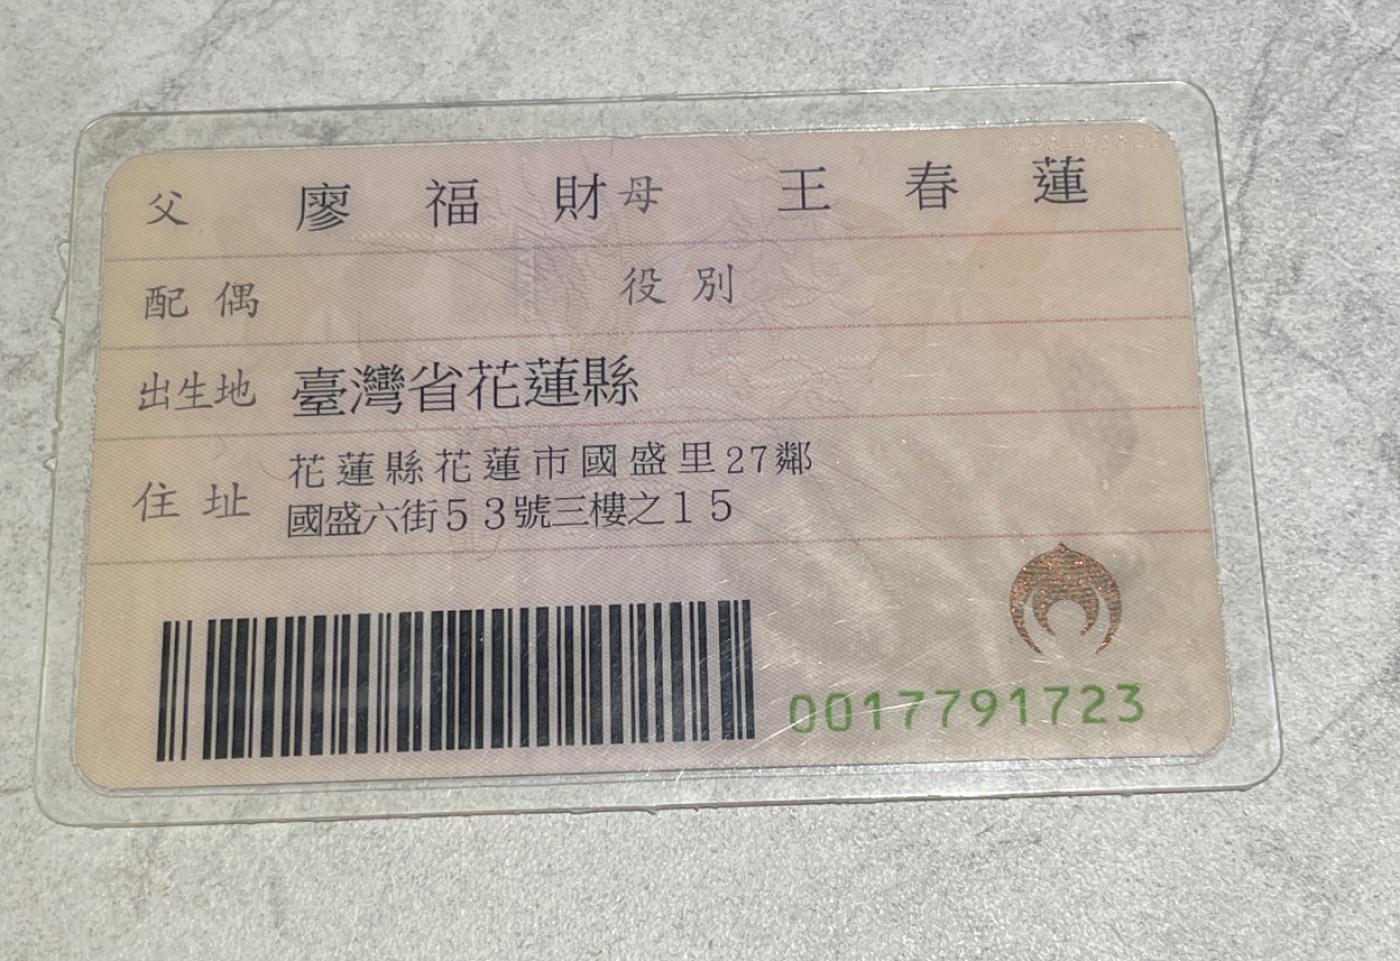 父 廖福財 母 王春蓮
配偶 役別
出生地 臺灣省花蓮縣
住址 花蓮縣花蓮市國盛里27鄰
國盛六街53號三樓之15
0017791723